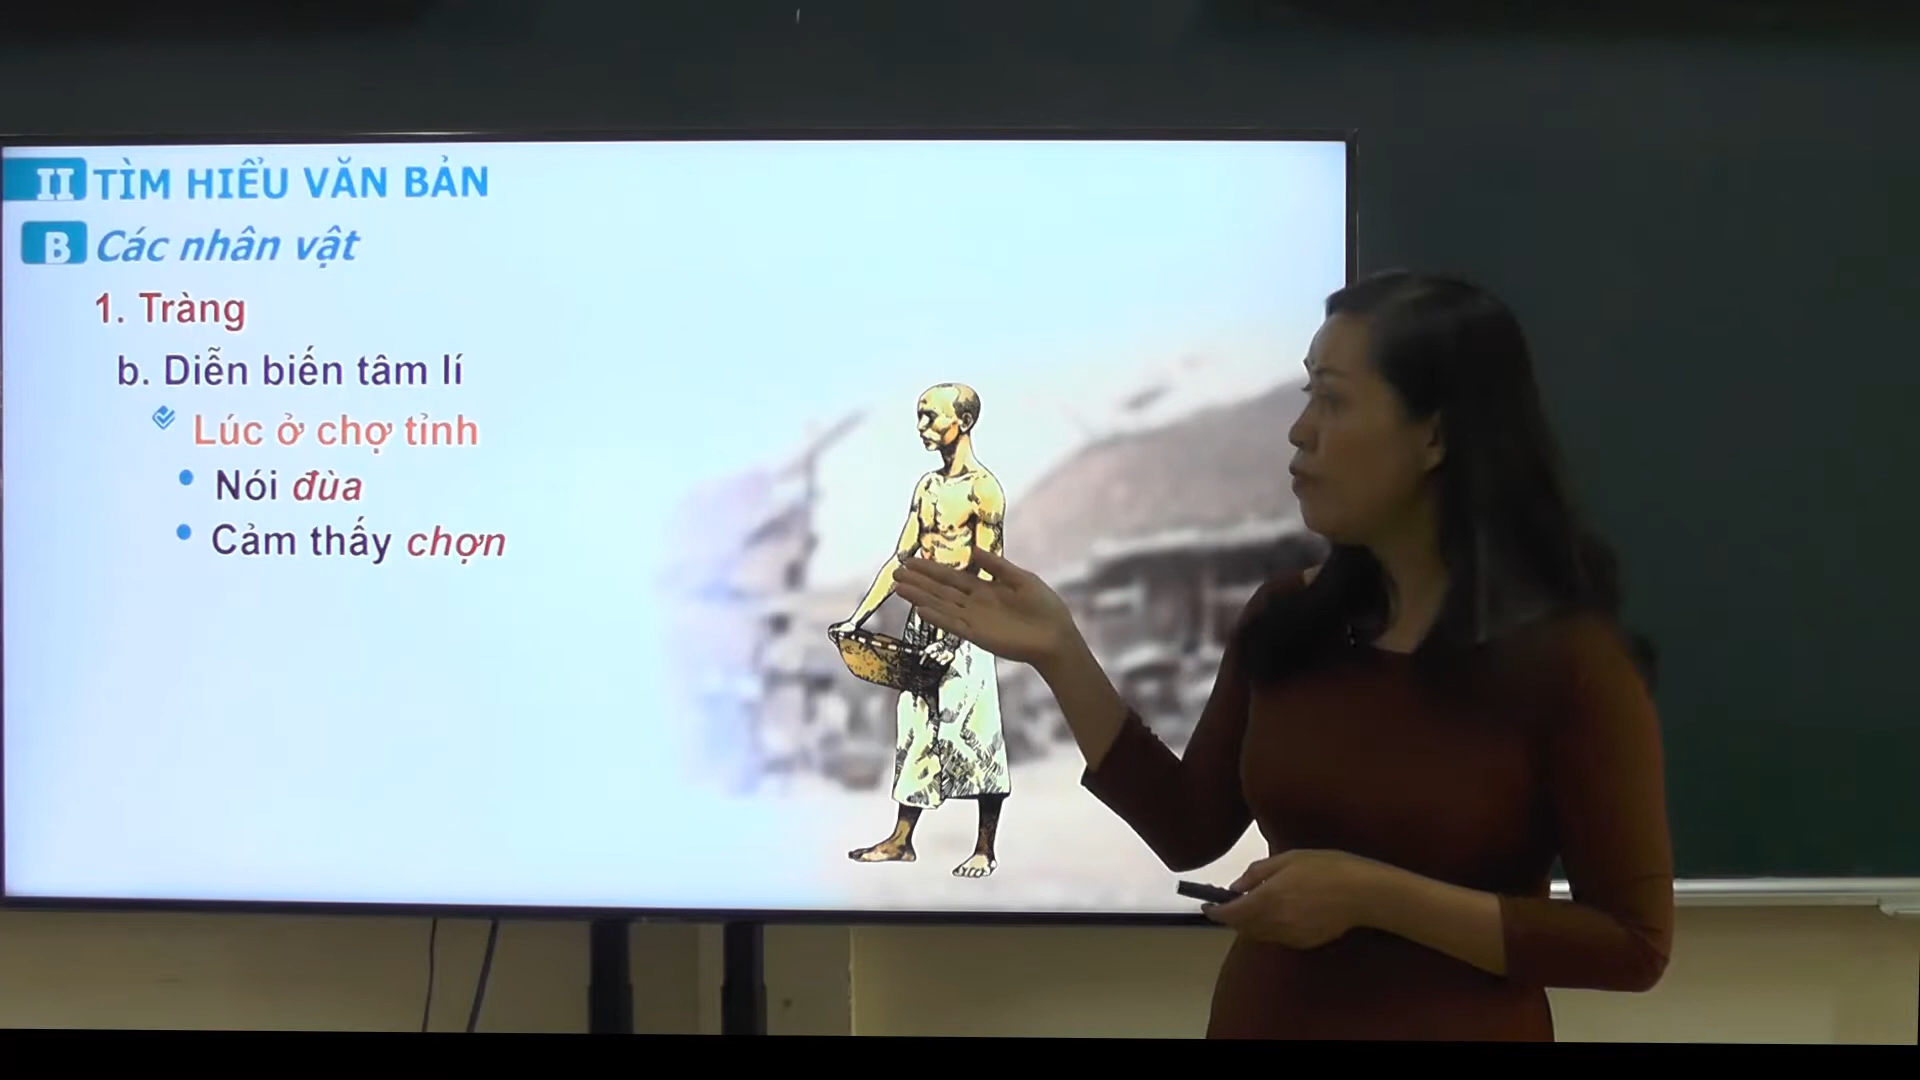 II TÌM HIỂU VĂN BẢN
B Các nhân vật
1. Tràng
b. Diễn biến tâm lí
Lúc ở chợ tỉnh
Nói đùa
Cảm thấy chợn